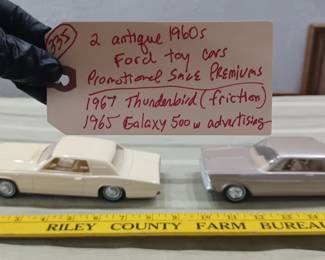 335
2 antique 1960s
Ford toy cars
Promotional Sales Premiums
1967 Thunderbird (friction)
1965 Galaxy 500 w advertising
RILEY COUNTY FARM BUREAU